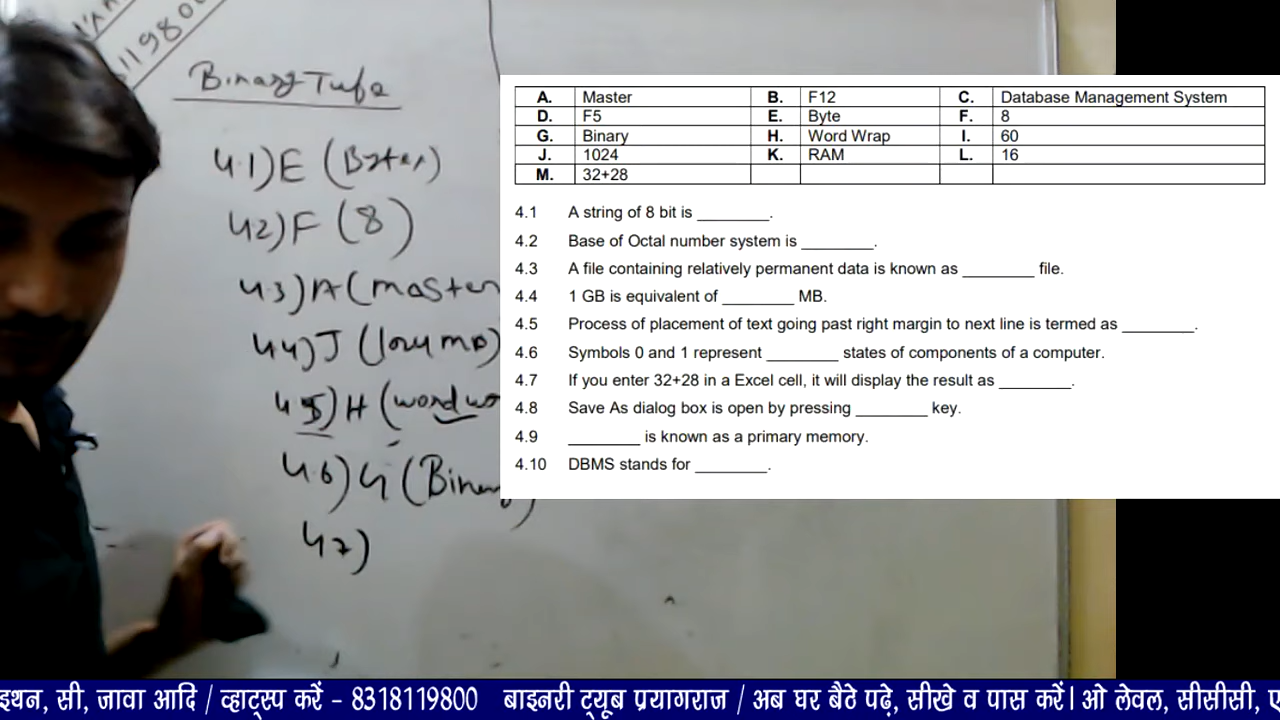 119800
Binary Tube
4.1) E (Byter)
4.2) F (8)
4.3) A (master
4.4) J (1024 MB)
4.5) H (word wr
4.6) G (Binary)
4.7)
A. Master B. F12 C. Database Management System
D. F5 E. Byte F. 8
G. Binary H. Word Wrap I. 60
J. 1024 K. RAM L. 16
M. 32+28
4.1 A string of 8 bit is ________.
4.2 Base of Octal number system is ________.
4.3 A file containing relatively permanent data is known as ________ file.
4.4 1 GB is equivalent of ________ MB.
4.5 Process of placement of text going past right margin to next line is termed as ________.
4.6 Symbols 0 and 1 represent ________ states of components of a computer.
4.7 If you enter 32+28 in a Excel cell, it will display the result as ________.
4.8 Save As dialog box is open by pressing ________ key.
4.9 ________ is known as a primary memory.
4.10 DBMS stands for ________.
इथन, सी, जावा आदि / व्हाट्स्प करें - 8318119800 बाइनरी ट्यूब प्रयागराज / अब घर बैठे पढ़े, सीखे व पास करें। ओ लेवल, सीसीसी, ए